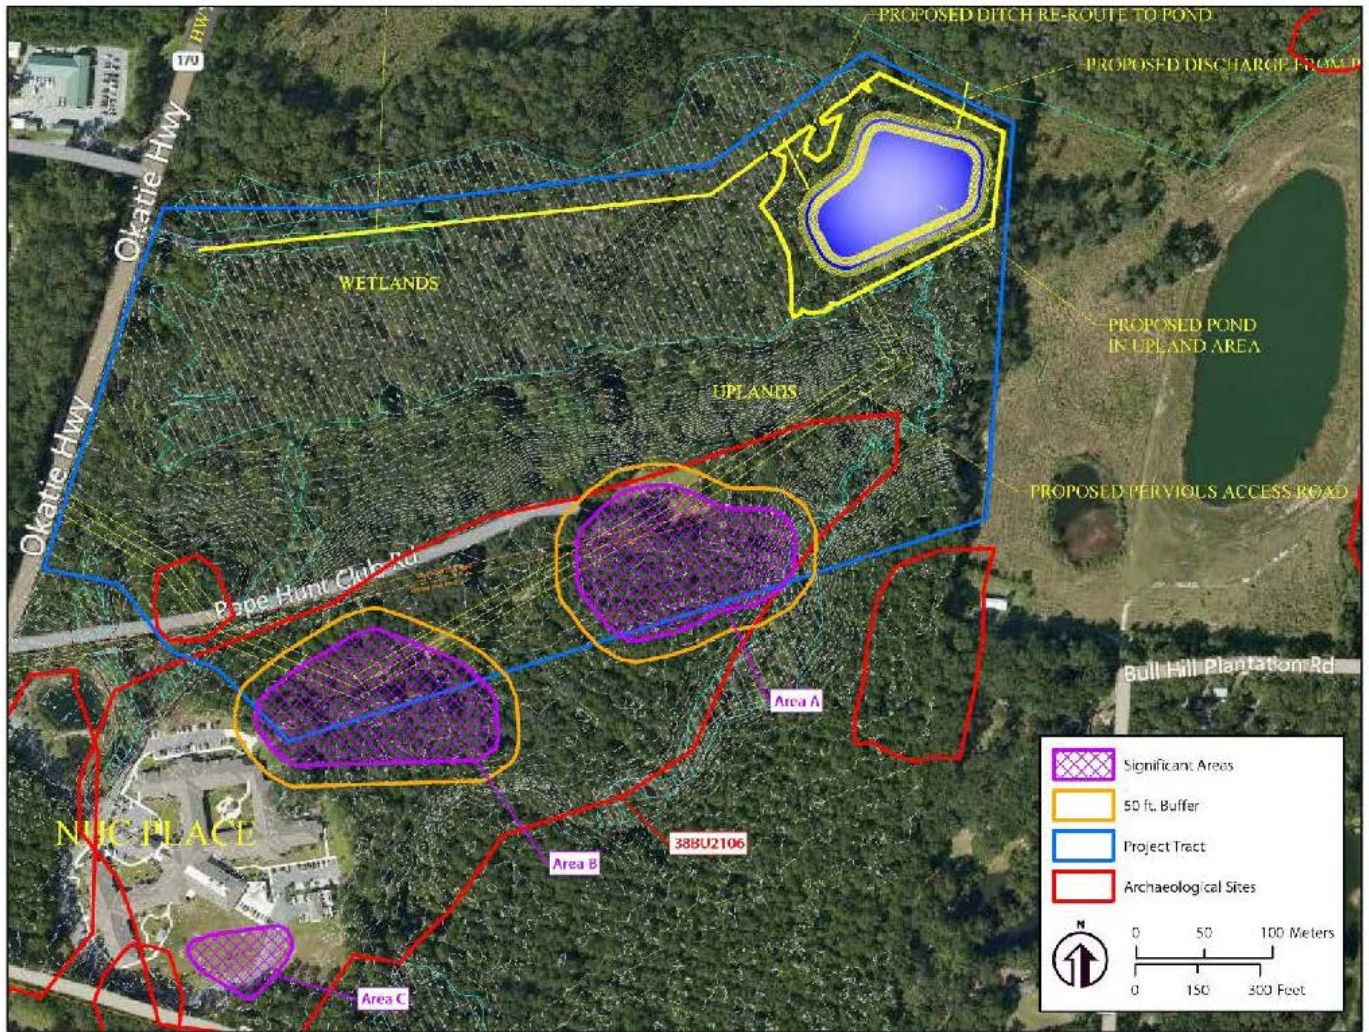 PROPOSED DITCH RE-ROUTE TO POND
HWY
170
PROPOSED DISCHARGE FROM P
Okatie Hwy
WETLANDS
PROPOSED POND
IN UPLAND AREA
UPLANDS
Okatie Hwy
PROPOSED PERVIOUS ACCESS ROAD
Pope Hunt Club Rd
Bull Hill Plantation Rd
Area A
NHC PLACE
38BU2106
Area B
Area C
Significant Areas
50 ft. Buffer
Project Tract
Archaeological Sites
N
0 50 100 Meters
0 150 300 Feet